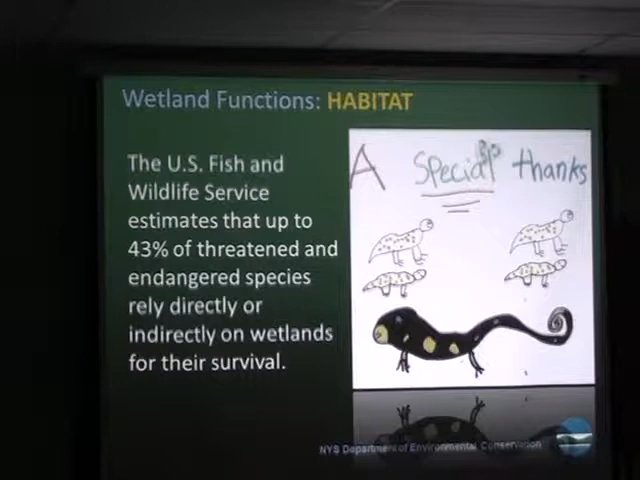 Wetland Functions: HABITAT
The U.S. Fish and
Wildlife Service
estimates that up to
43% of threatened and
endangered species
rely directly or
indirectly on wetlands
for their survival.
A Special thanks
NYS Department of Environmental Conservation